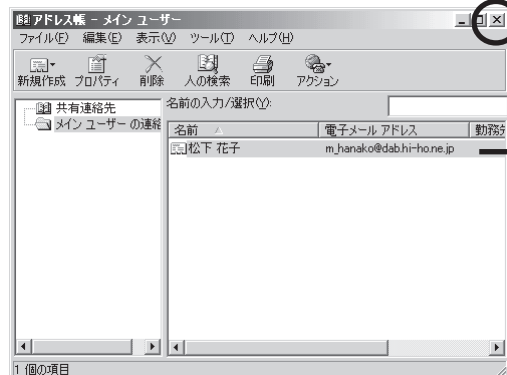 アドレス帳 - メイン ユーザー
ファイル(F) 編集(E) 表示(V) ツール(T) ヘルプ(H)
新規作成 プロパティ 削除 人の検索 印刷 アクション
共有連絡先
メイン ユーザー の連絡
名前の入力/選択(Y):
名前 電子メール アドレス
松下 花子 m_hanako@dab.hi-ho.ne.jp
1 個の項目